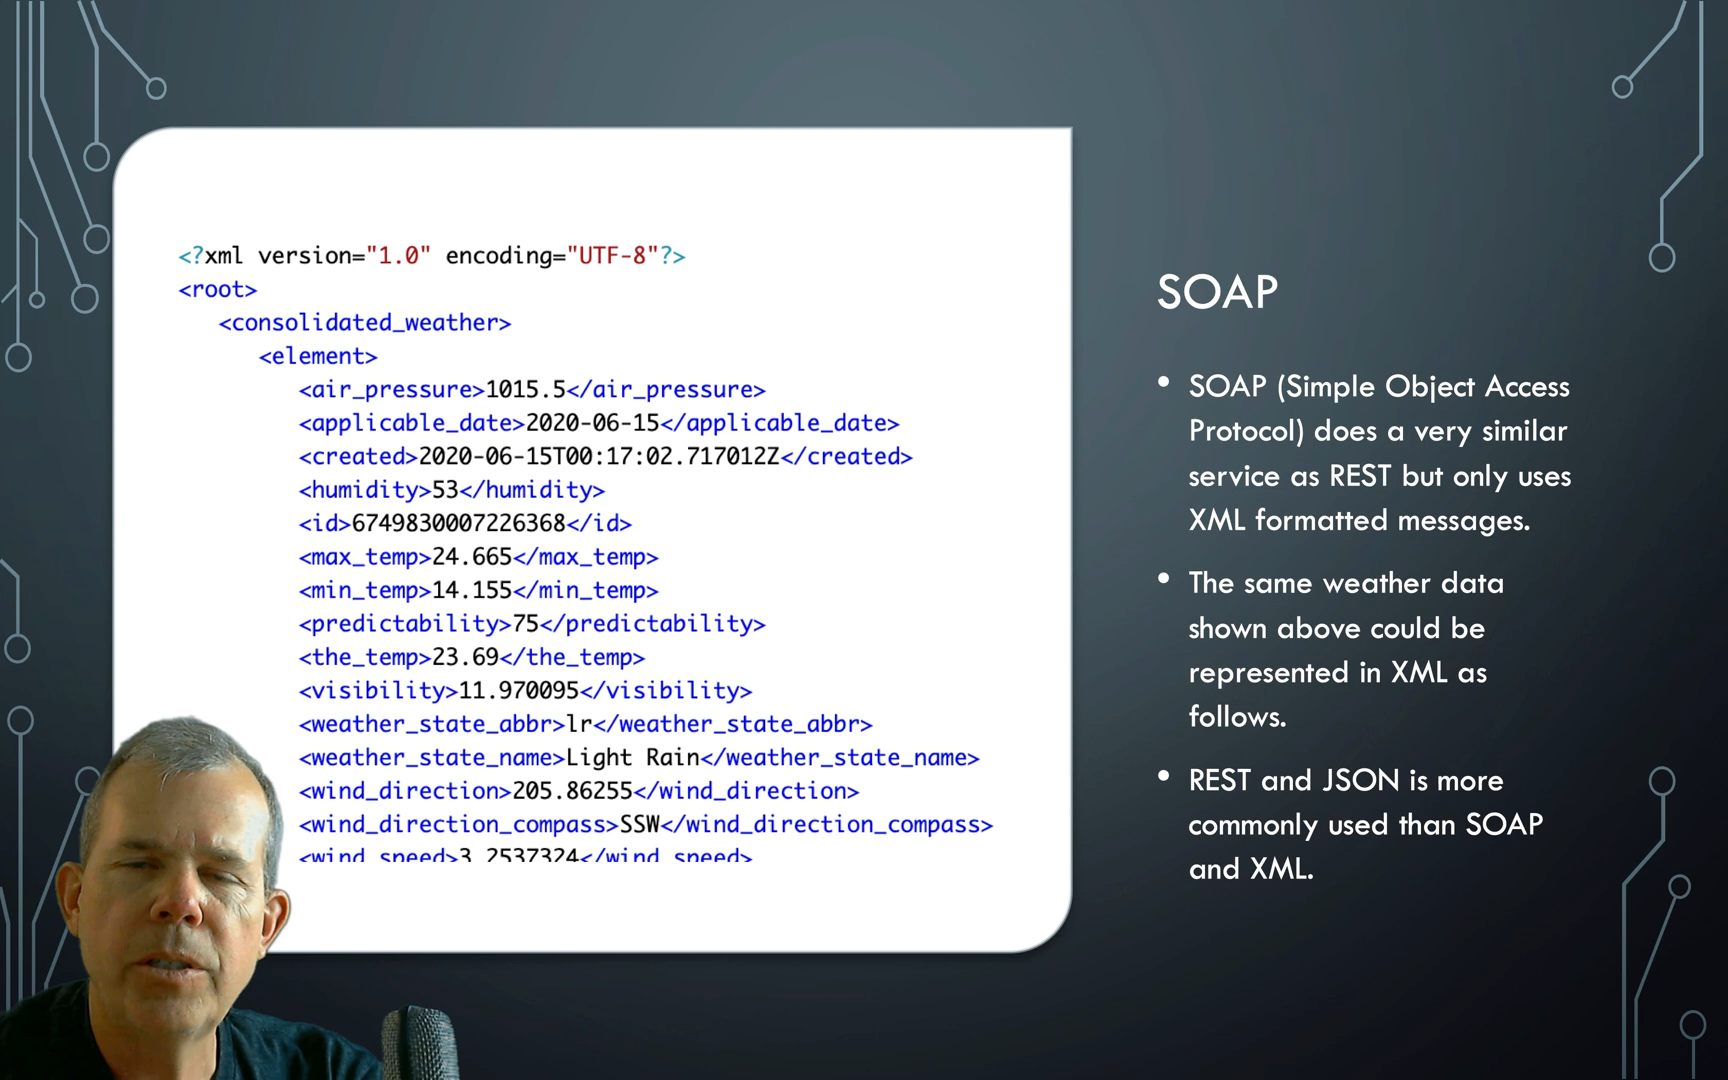 <?xml version="1.0" encoding="UTF-8"?>
<root>
<consolidated_weather>
<element>
<air_pressure>1015.5</air_pressure>
<applicable_date>2020-06-15</applicable_date>
<created>2020-06-15T00:17:02.717012Z</created>
<humidity>53</humidity>
<id>6749830007226368</id>
<max_temp>24.665</max_temp>
<min_temp>14.155</min_temp>
<predictability>75</predictability>
<the_temp>23.69</the_temp>
<visibility>11.970095</visibility>
<weather_state_abbr>lr</weather_state_abbr>
<weather_state_name>Light Rain</weather_state_name>
<wind_direction>205.86255</wind_direction>
<wind_direction_compass>SSW</wind_direction_compass>
<wind_speed>3.2537324</wind_speed>
SOAP
• SOAP (Simple Object Access
Protocol) does a very similar
service as REST but only uses
XML formatted messages.
• The same weather data
shown above could be
represented in XML as
follows.
• REST and JSON is more
commonly used than SOAP
and XML.